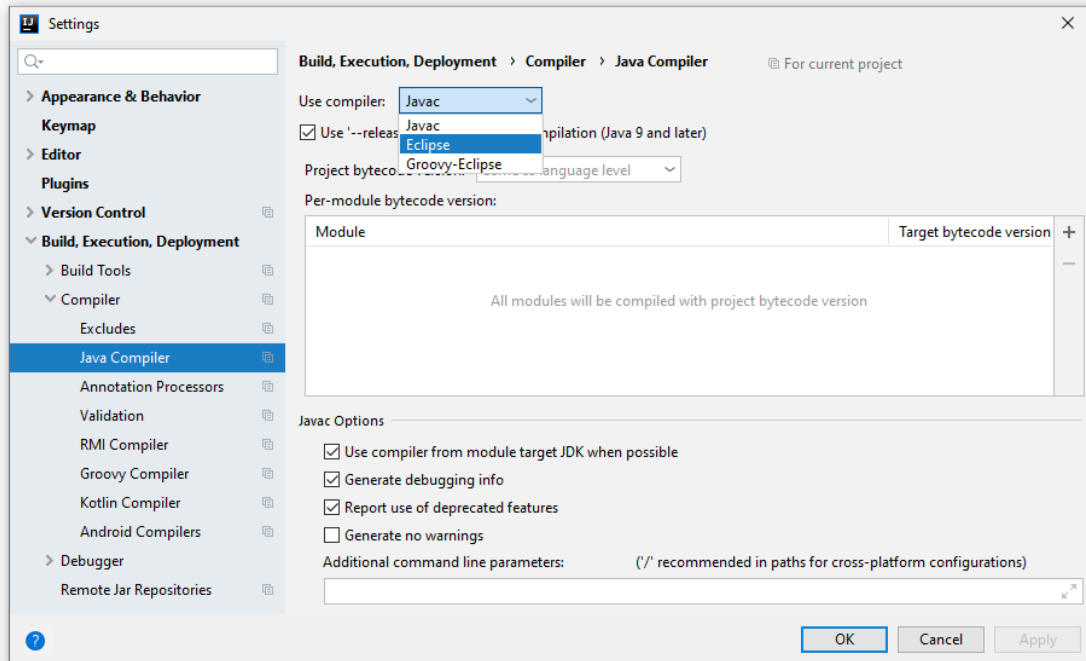 Settings
Build, Execution, Deployment › Compiler › Java Compiler
For current project
Appearance & Behavior
Keymap
Editor
Plugins
Version Control
Build, Execution, Deployment
Build Tools
Compiler
Excludes
Java Compiler
Annotation Processors
Validation
RMI Compiler
Groovy Compiler
Kotlin Compiler
Android Compilers
Debugger
Remote Jar Repositories
Use compiler: Javac
Javac
Eclipse
Groovy-Eclipse
Use '--releas pilation (Java 9 and later)
Project bytecode version: language level
Per-module bytecode version:
Module Target bytecode version
All modules will be compiled with project bytecode version
Javac Options
Use compiler from module target JDK when possible
Generate debugging info
Report use of deprecated features
Generate no warnings
Additional command line parameters: ('/' recommended in paths for cross-platform configurations)
OK Cancel Apply